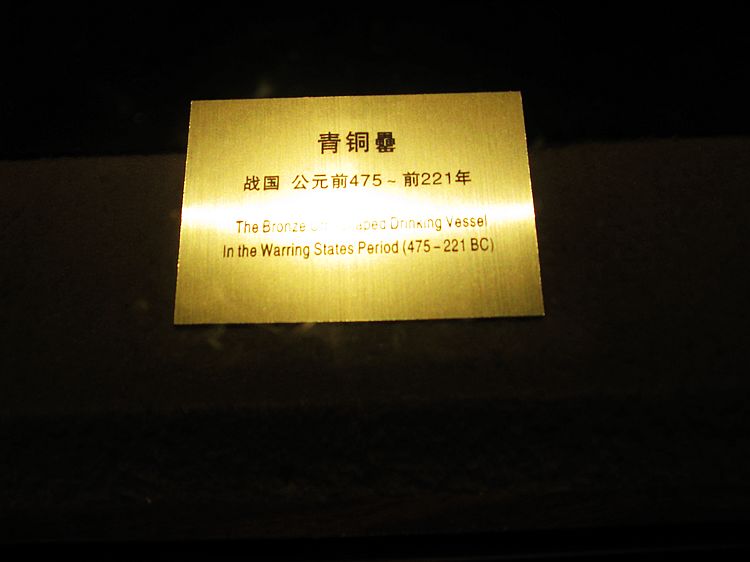 青铜罍
战国 公元前475～前221年
The Bronze Drinking Vessel
In the Warring States Period (475－221 BC)